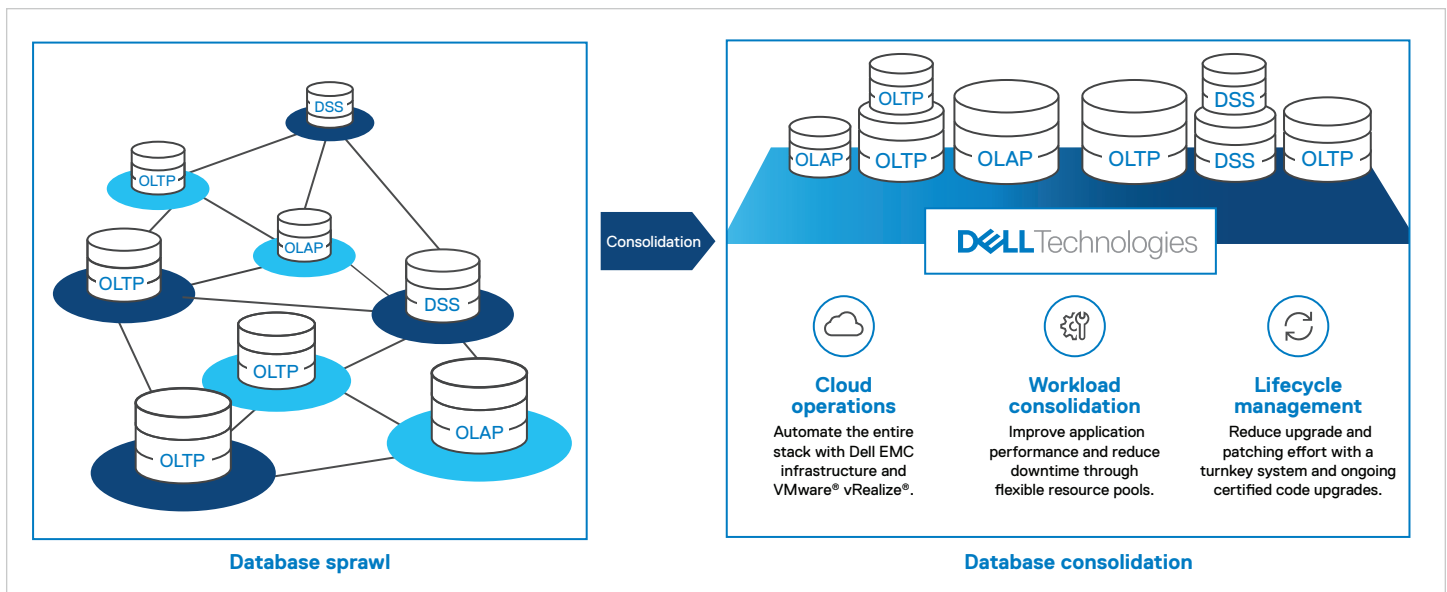 DSS
OLTP
OLAP
OLTP
DSS
OLTP
OLAP
OLTP
Database sprawl
Consolidation
OLTP
DSS
OLAP
OLTP
OLAP
OLTP
DSS
OLTP
DELL Technologies
Cloud
operations
Automate the entire
stack with Dell EMC
infrastructure and
VMware® vRealize®.
Workload
consolidation
Improve application
performance and reduce
downtime through
flexible resource pools.
Lifecycle
management
Reduce upgrade and
patching effort with a
turnkey system and ongoing
certified code upgrades.
Database consolidation